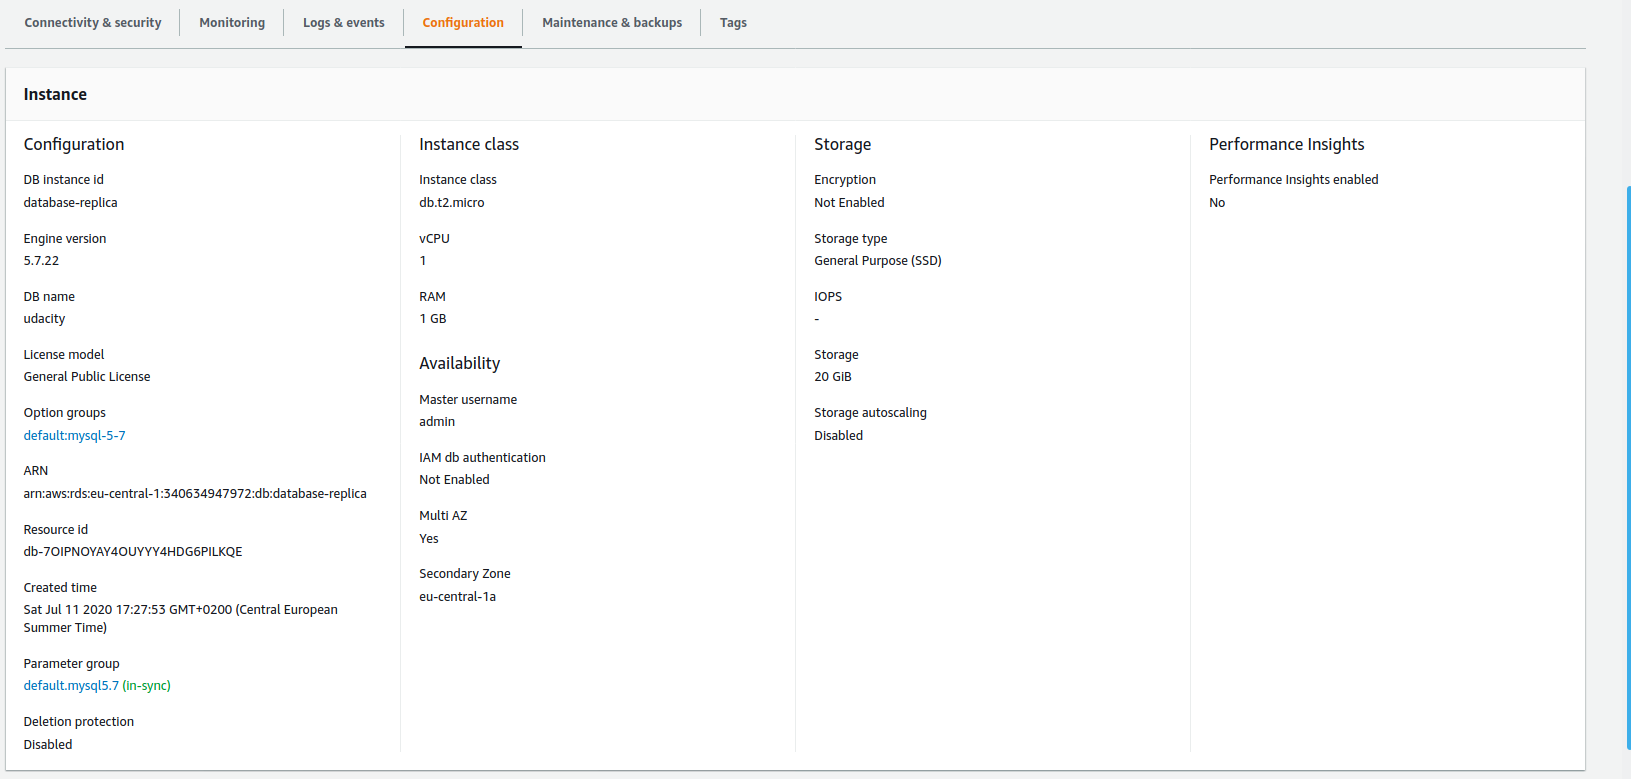 Connectivity & security
Monitoring
Logs & events
Configuration
Maintenance & backups
Tags
Instance
Configuration
DB instance id
database-replica
Engine version
5.7.22
DB name
udacity
License model
General Public License
Option groups
default:mysql-5-7
ARN
arn:aws:rds:eu-central-1:340634947972:db:database-replica
Resource id
db-7OIPNOYAY4OUYYY4HDG6PILKQE
Created time
Sat Jul 11 2020 17:27:53 GMT+0200 (Central European
Summer Time)
Parameter group
default.mysql5.7 (in-sync)
Deletion protection
Disabled
Instance class
Instance class
db.t2.micro
vCPU
1
RAM
1 GB
Availability
Master username
admin
IAM db authentication
Not Enabled
Multi AZ
Yes
Secondary Zone
eu-central-1a
Storage
Encryption
Not Enabled
Storage type
General Purpose (SSD)
IOPS
-
Storage
20 GiB
Storage autoscaling
Disabled
Performance Insights
Performance Insights enabled
No